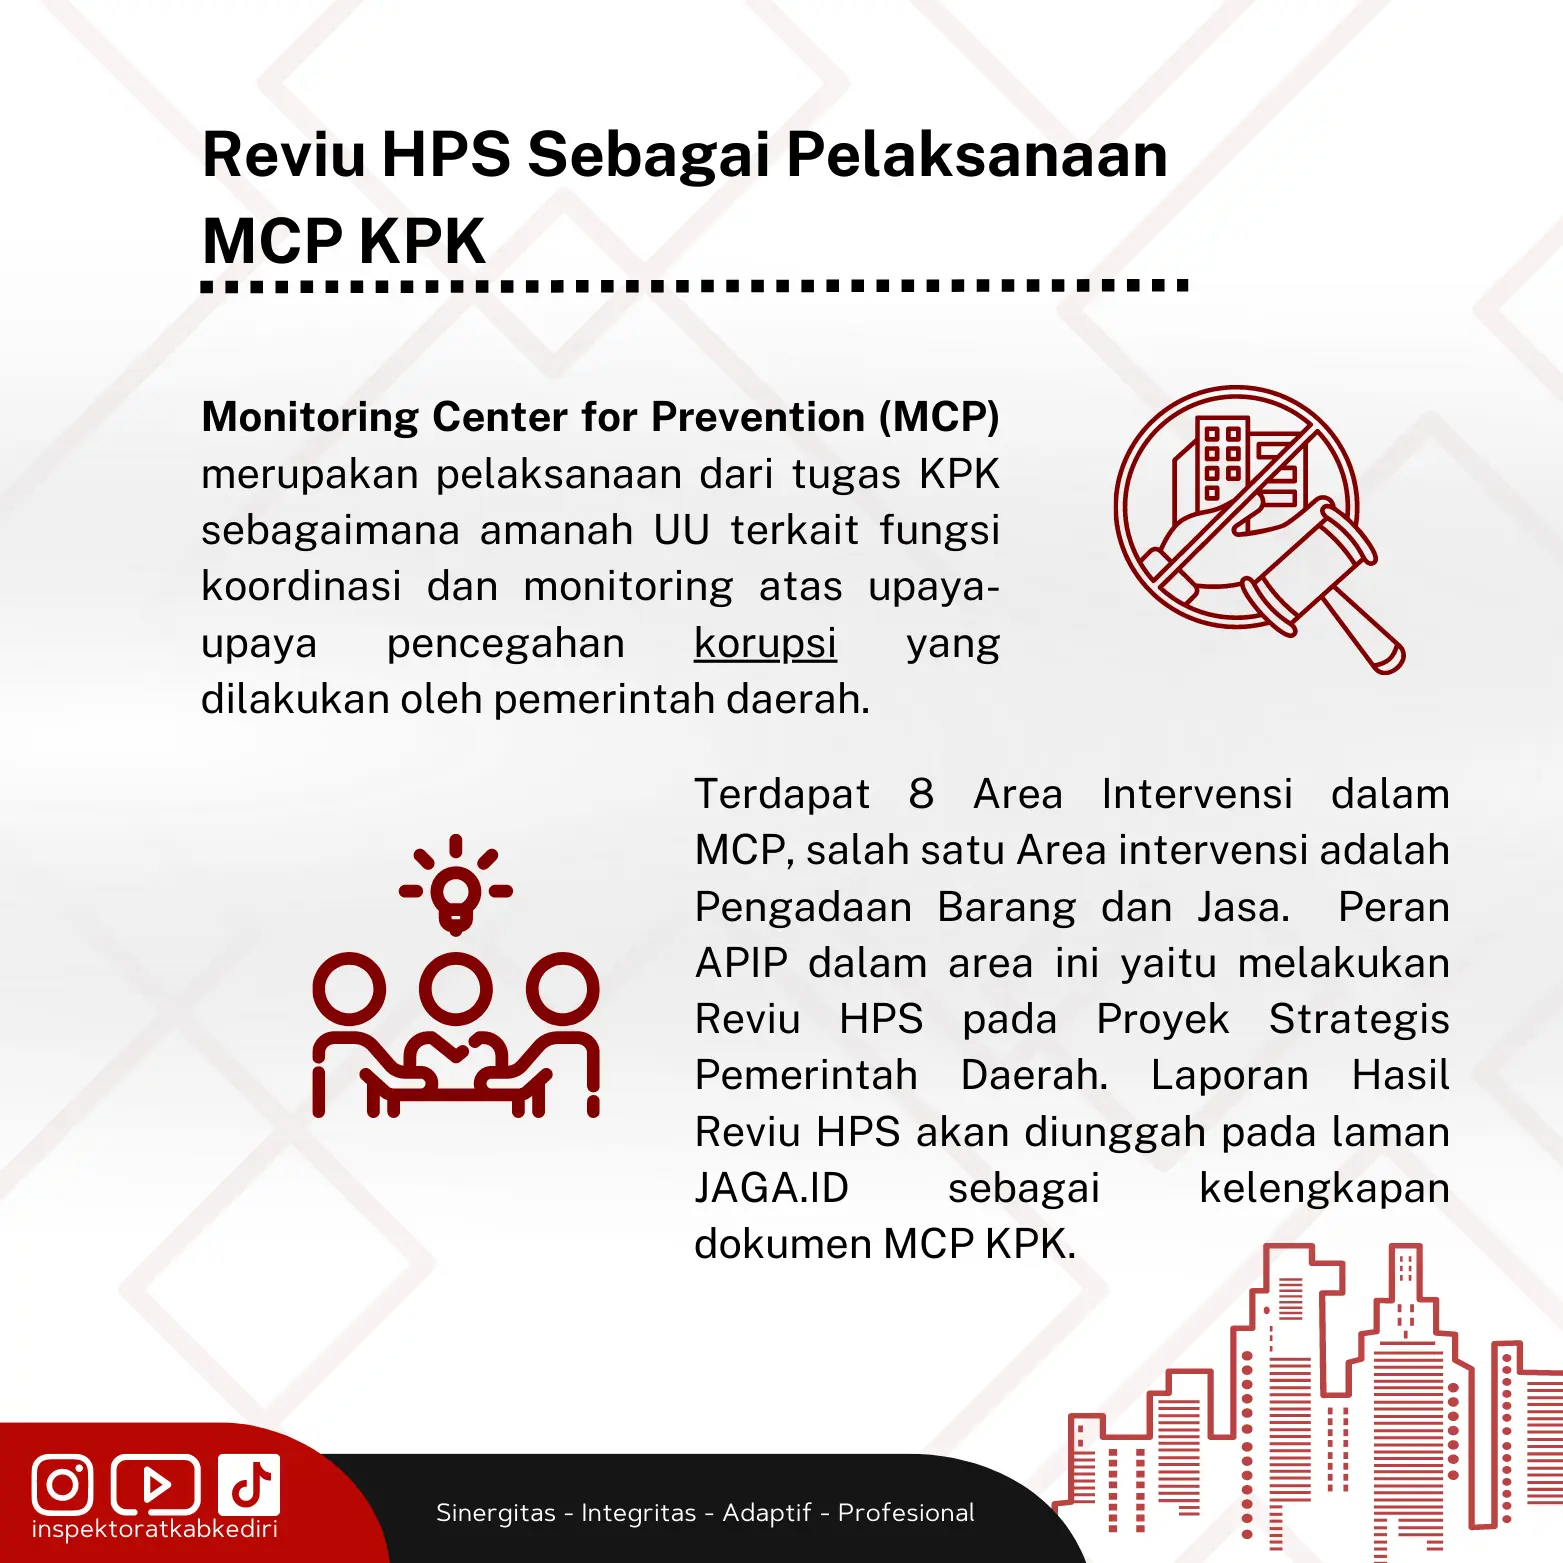 Reviu HPS Sebagai Pelaksanaan
MCP KPK
Monitoring Center for Prevention (MCP)
merupakan pelaksanaan dari tugas KPK
sebagaimana amanah UU terkait fungsi
koordinasi dan monitoring atas upaya-
upaya pencegahan korupsi yang
dilakukan oleh pemerintah daerah.
Terdapat 8 Area Intervensi dalam
MCP, salah satu Area intervensi adalah
Pengadaan Barang dan Jasa. Peran
APIP dalam area ini yaitu melakukan
Reviu HPS pada Proyek Strategis
Pemerintah Daerah. Laporan Hasil
Reviu HPS akan diunggah pada laman
JAGA.ID sebagai kelengkapan
dokumen MCP KPK.
inspektoratkabkediri
Sinergitas - Integritas - Adaptif - Profesional